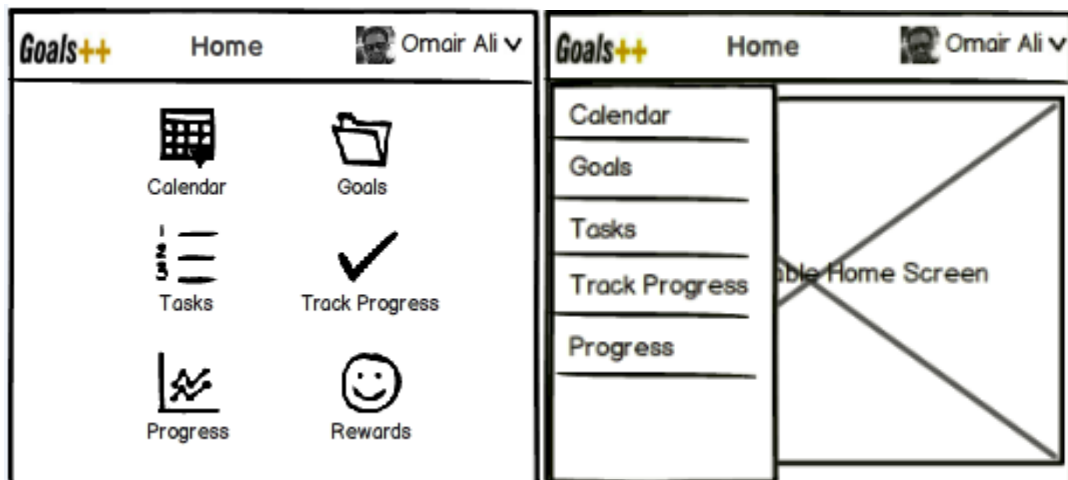 Goals++ Home Omair Ali
Calendar Goals
Tasks Track Progress
Progress Rewards
Goals++ Home Omair Ali
Calendar
Goals
Tasks
Track Progress
Progress
Home Screen